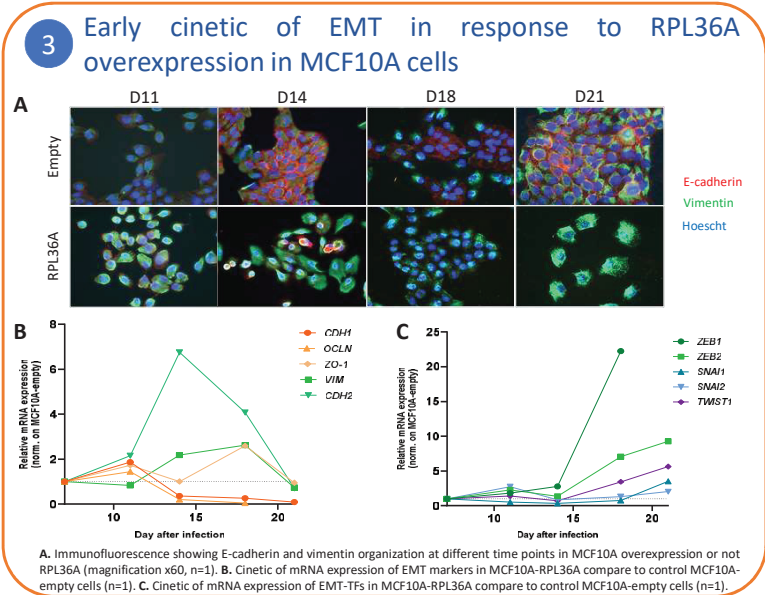 3
Early cinetic of EMT in response to RPL36A
overexpression in MCF10A cells
A
D11 D14 D18 D21
Empty
RPL36A
E-cadherin
Vimentin
Hoescht
B
Relative mRNA expression
(norm. on MCF10A-empty)
8
6
4
2
0
10 15 20
Day after infection
CDH1
OCLN
ZO-1
VIM
CDH2
C
Relative mRNA expression
(norm. on MCF10A-empty)
25
20
15
10
5
0
10 15 20
Day after infection
ZEB1
ZEB2
SNAI1
SNAI2
TWIST1
A. Immunofluorescence showing E-cadherin and vimentin organization at different time points in MCF10A overexpression or not
RPL36A (magnification x60, n=1). B. Cinetic of mRNA expression of EMT markers in MCF10A-RPL36A compare to control MCF10A-
empty cells (n=1). C. Cinetic of mRNA expression of EMT-TFs in MCF10A-RPL36A compare to control MCF10A-empty cells (n=1).